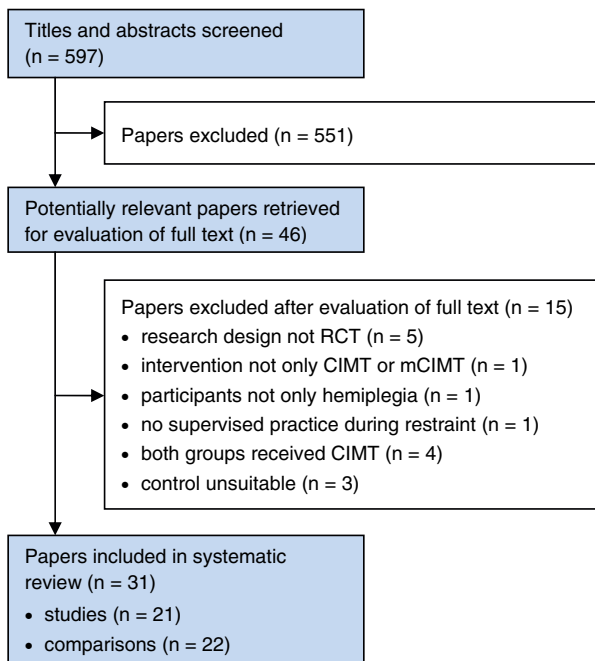 Titles and abstracts screened
(n = 597)
Papers excluded (n = 551)
Potentially relevant papers retrieved
for evaluation of full text (n = 46)
Papers excluded after evaluation of full text (n = 15)
• research design not RCT (n = 5)
• intervention not only CIMT or mCIMT (n = 1)
• participants not only hemiplegia (n = 1)
• no supervised practice during restraint (n = 1)
• both groups received CIMT (n = 4)
• control unsuitable (n = 3)
Papers included in systematic
review (n = 31)
• studies (n = 21)
• comparisons (n = 22)